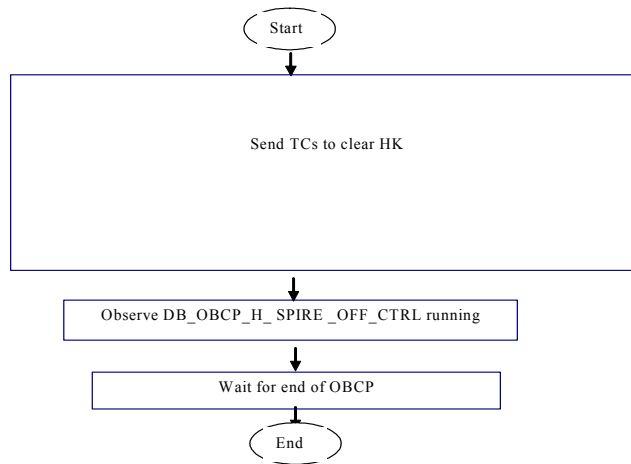 Start
Send TCs to clear HK
Observe DB_OBCP_H_ SPIRE _OFF_CTRL running
Wait for end of OBCP
End